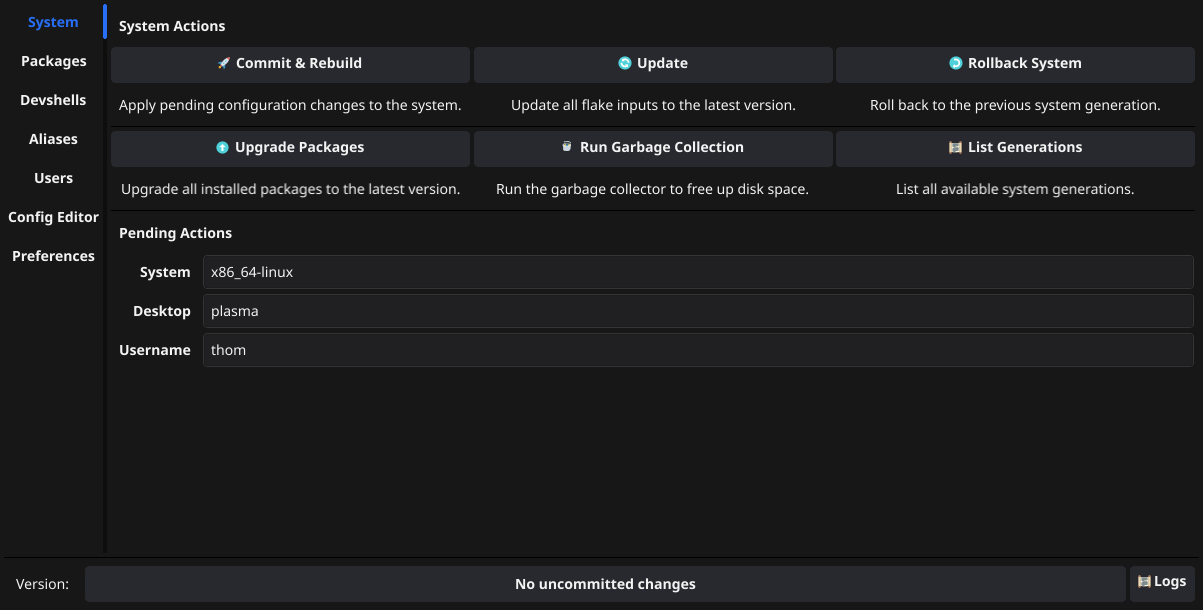 System
Packages
Devshells
Aliases
Users
Config Editor
Preferences
System Actions
Commit & Rebuild
Update
Rollback System
Apply pending configuration changes to the system.
Update all flake inputs to the latest version.
Roll back to the previous system generation.
Upgrade Packages
Run Garbage Collection
List Generations
Upgrade all installed packages to the latest version.
Run the garbage collector to free up disk space.
List all available system generations.
Pending Actions
System x86_64-linux
Desktop plasma
Username thom
Version: No uncommitted changes Logs